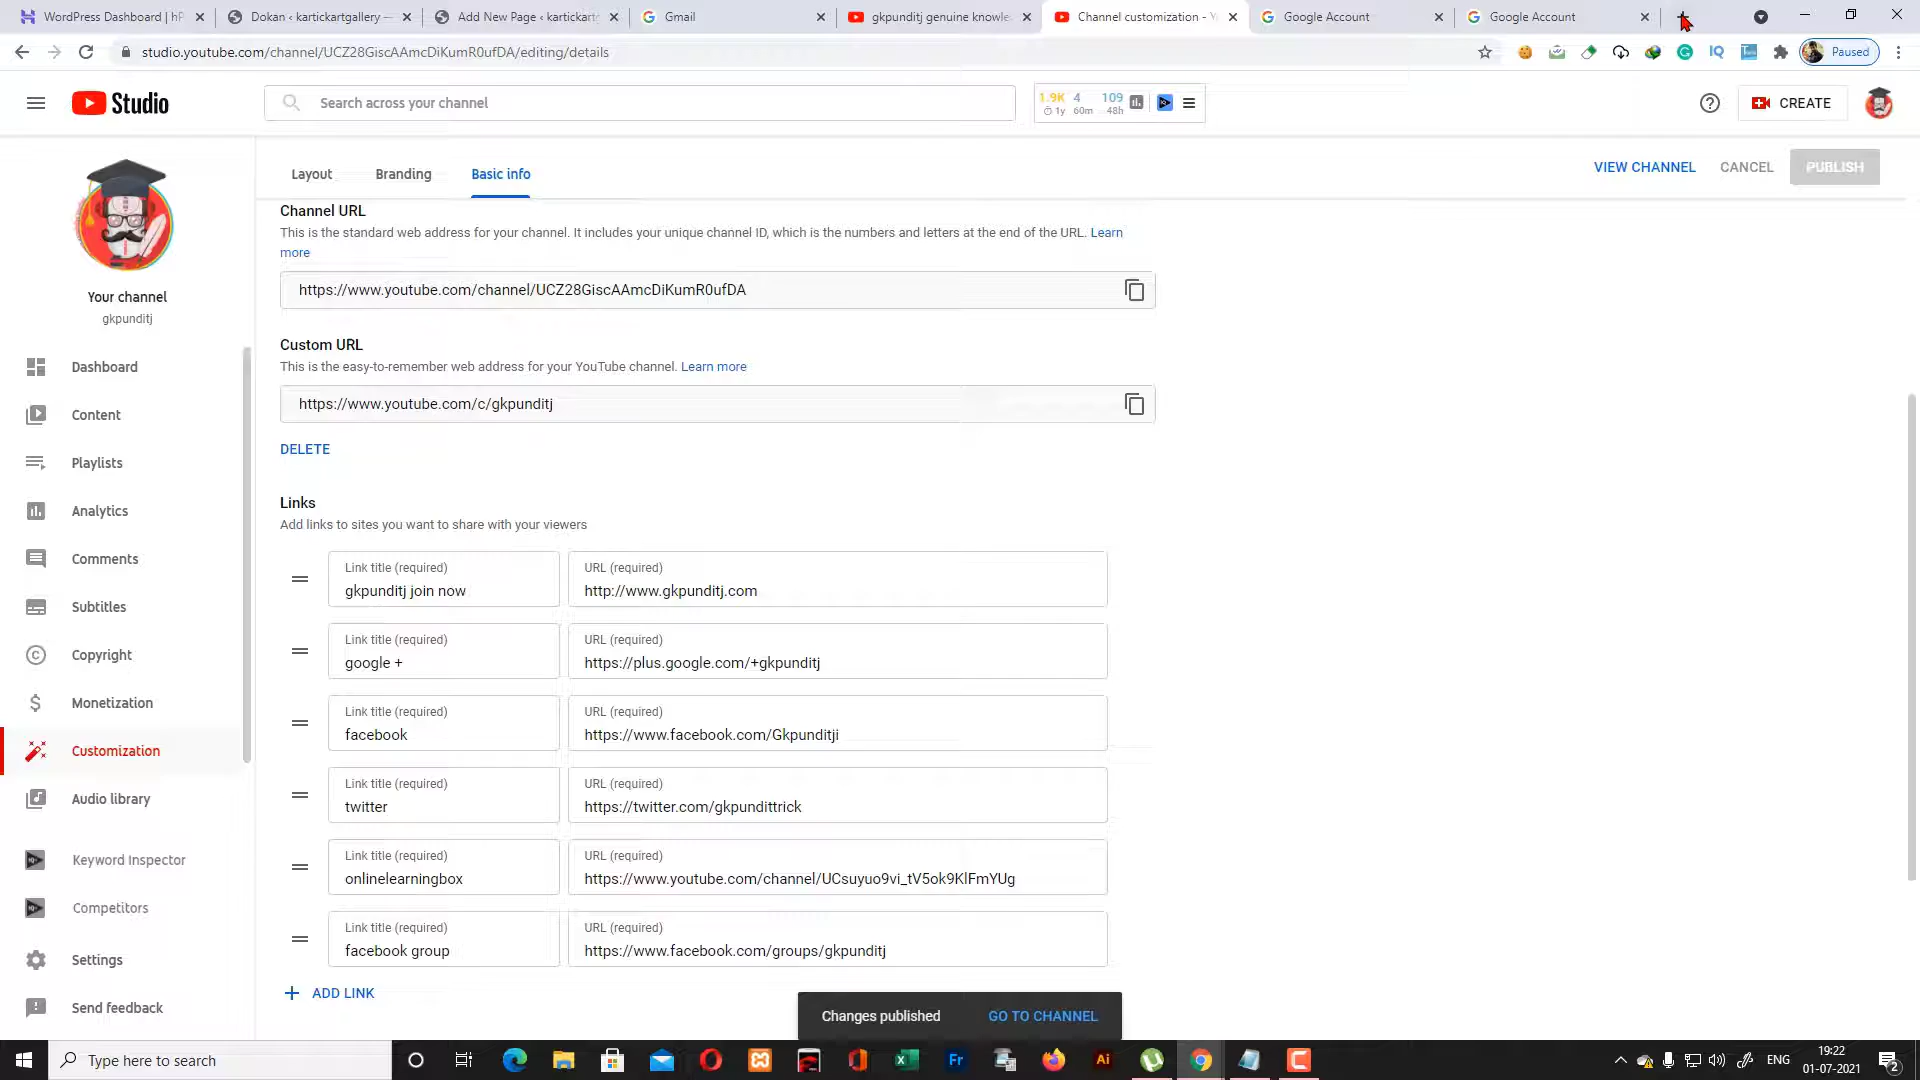 WordPress Dashboard | hP
Dokan ‹ kartickartgallery —
Add New Page ‹ kartickart
Gmail
gkpunditj genuine knowle
Channel customization - Y
Google Account
Google Account
studio.youtube.com/channel/UCZ28GiscAAmcDiKumR0ufDA/editing/details
Paused
Studio
Search across your channel
1.9K 4 109
1y 60m 48h
CREATE
Layout
Branding
Basic info
VIEW CHANNEL
CANCEL
PUBLISH
Your channel
gkpunditj
Dashboard
Content
Playlists
Analytics
Comments
Subtitles
Copyright
Monetization
Customization
Audio library
Keyword Inspector
Competitors
Settings
Send feedback
Channel URL
This is the standard web address for your channel. It includes your unique channel ID, which is the numbers and letters at the end of the URL. Learn
more
https://www.youtube.com/channel/UCZ28GiscAAmcDiKumR0ufDA
Custom URL
This is the easy-to-remember web address for your YouTube channel. Learn more
https://www.youtube.com/c/gkpunditj
DELETE
Links
Add links to sites you want to share with your viewers
Link title (required)
gkpunditj join now
URL (required)
http://www.gkpunditj.com
Link title (required)
google +
URL (required)
https://plus.google.com/+gkpunditj
Link title (required)
facebook
URL (required)
https://www.facebook.com/Gkpunditji
Link title (required)
twitter
URL (required)
https://twitter.com/gkpundittrick
Link title (required)
onlinelearningbox
URL (required)
https://www.youtube.com/channel/UCsuyuo9vi_tV5ok9KlFmYUg
Link title (required)
facebook group
URL (required)
https://www.facebook.com/groups/gkpunditj
ADD LINK
Changes published
GO TO CHANNEL
Type here to search
Fr
Ai
ENG
19:22
01-07-2021
2